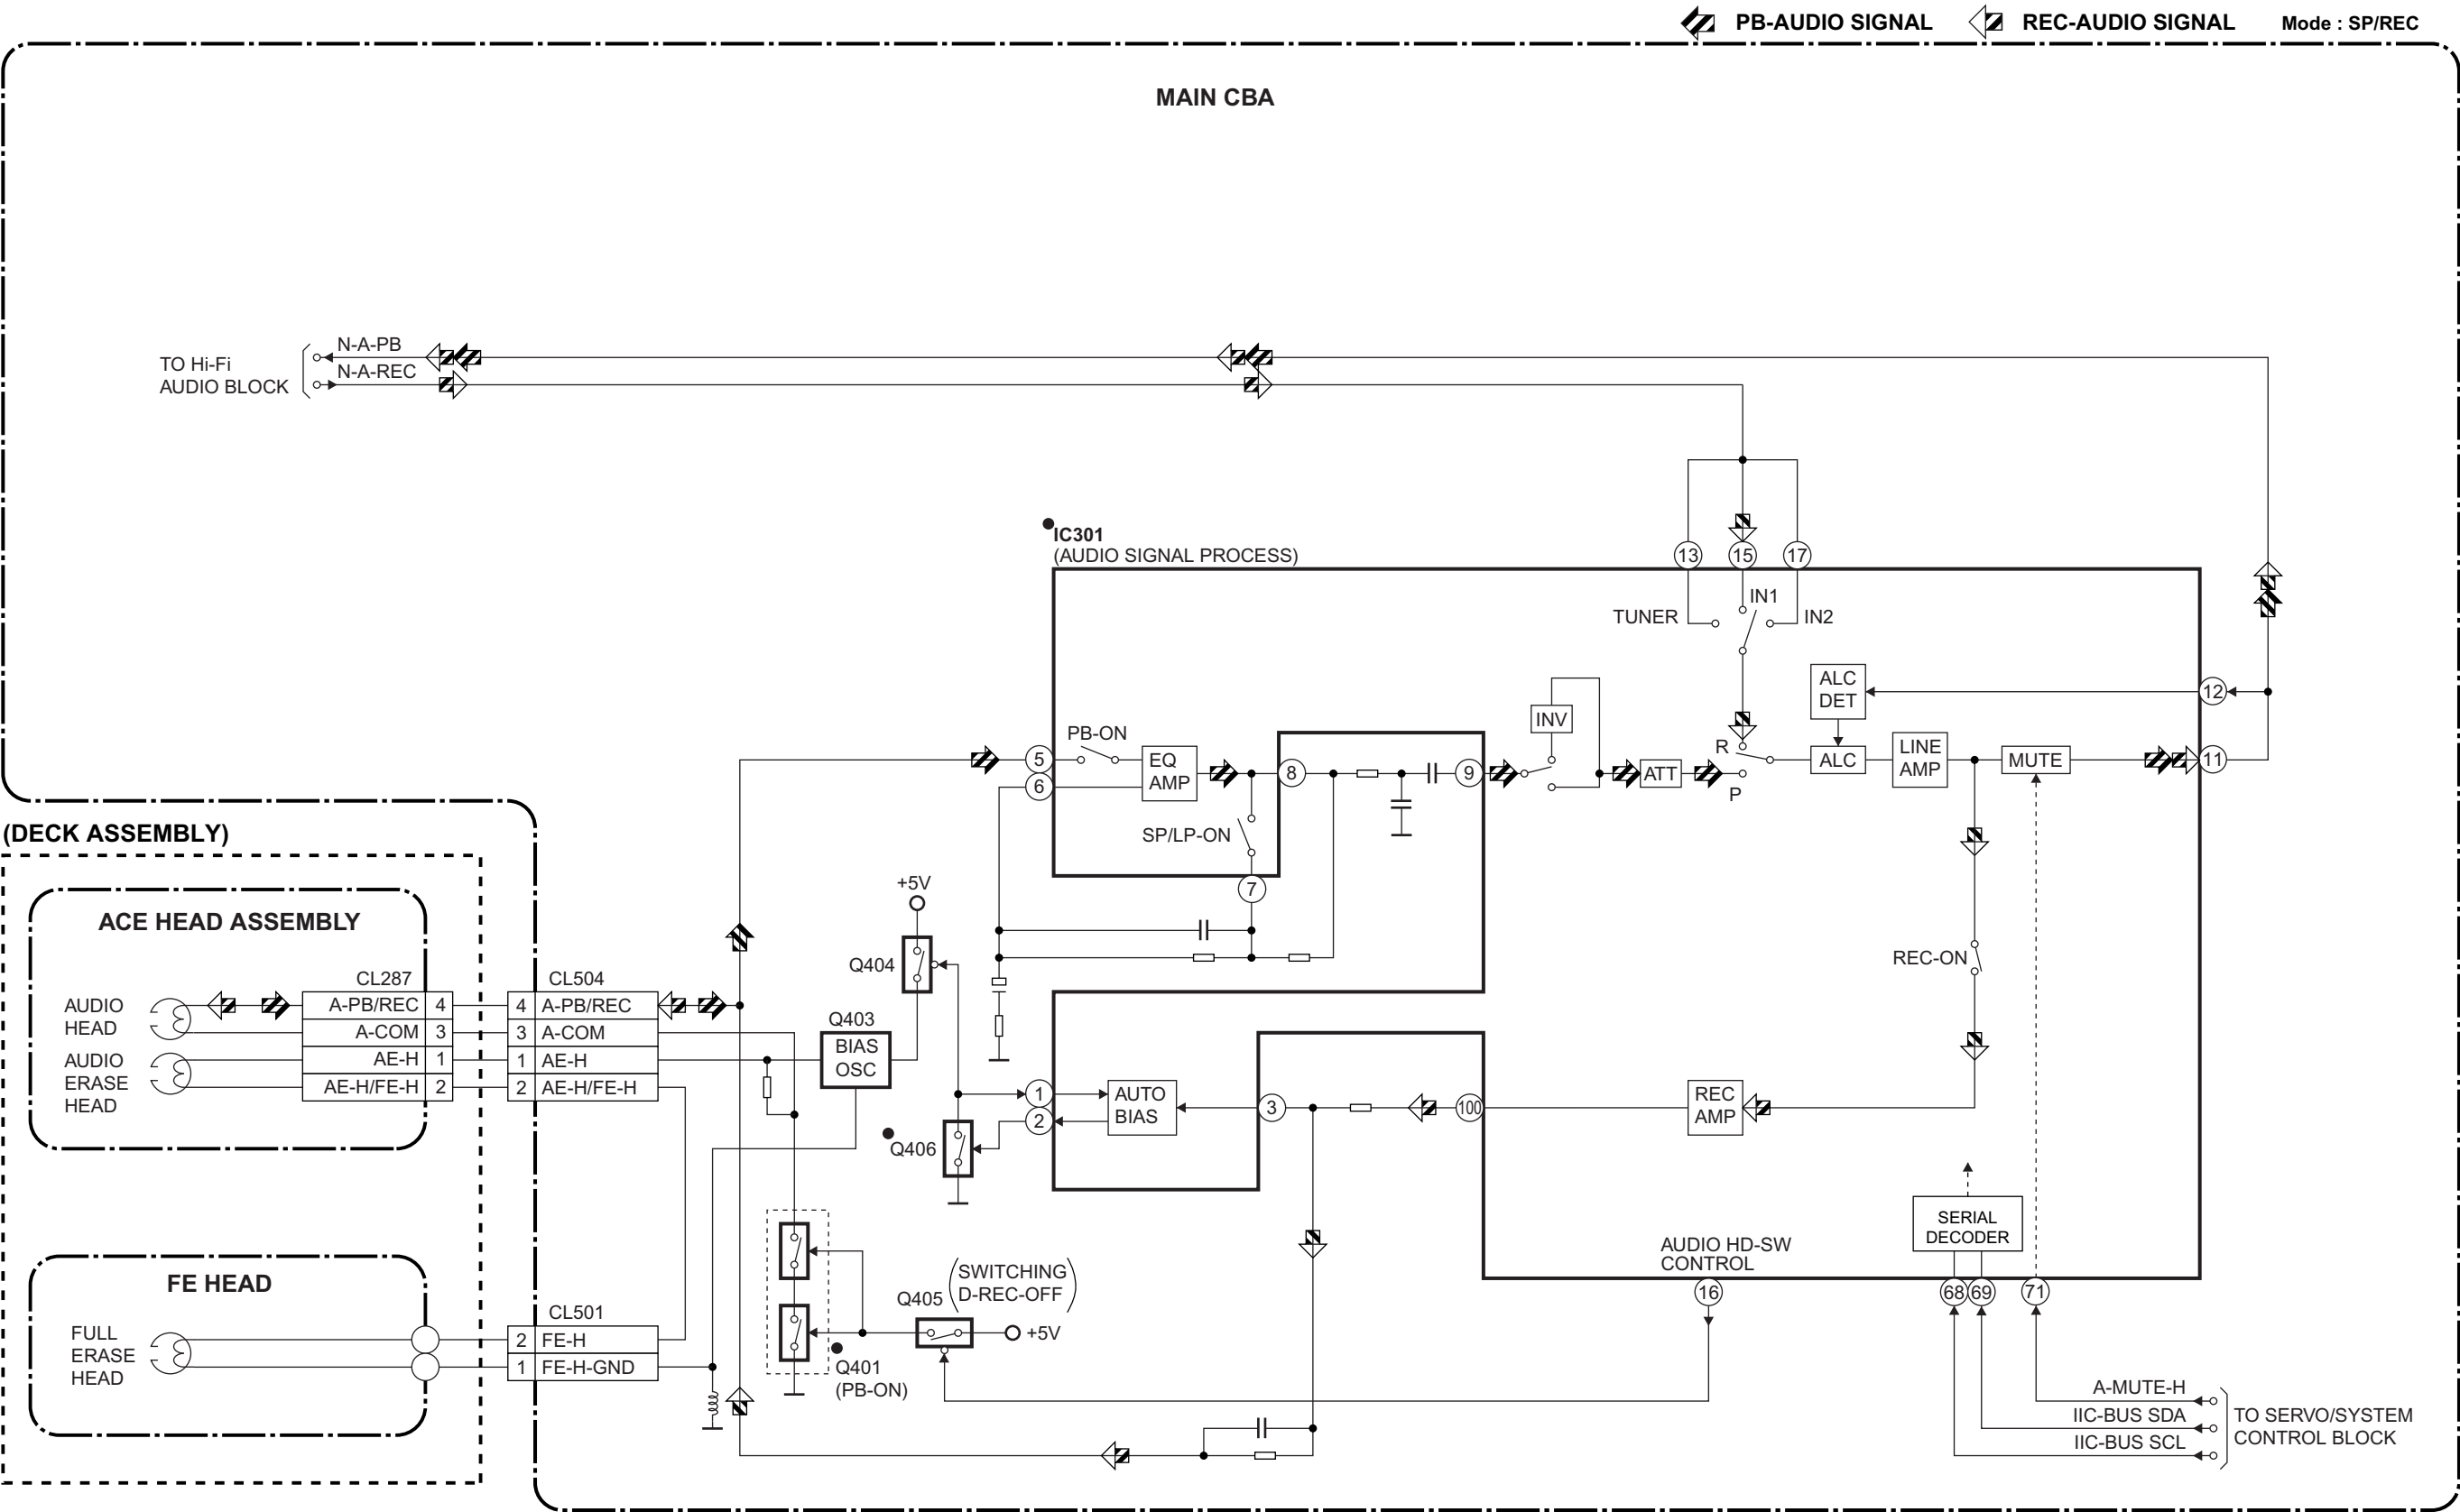 PB-AUDIO SIGNAL REC-AUDIO SIGNAL Mode : SP/REC
MAIN CBA
TO Hi-Fi
AUDIO BLOCK
N-A-PB
N-A-REC
IC301
(AUDIO SIGNAL PROCESS)
13 15 17
TUNER
IN1
IN2
ALC
DET
12
INV
PB-ON
5
6
EQ
AMP
8
9
ATT
R
P
ALC
LINE
AMP
MUTE
11
SP/LP-ON
7
REC-ON
(DECK ASSEMBLY)
ACE HEAD ASSEMBLY
+5V
Q404
CL287
CL504
AUDIO
HEAD
A-PB/REC 4
4 A-PB/REC
A-COM 3
3 A-COM
AUDIO
ERASE
HEAD
AE-H 1
1 AE-H
AE-H/FE-H 2
2 AE-H/FE-H
Q403
BIAS
OSC
1
2
AUTO
BIAS
3
100
REC
AMP
Q406
SERIAL
DECODER
AUDIO HD-SW
CONTROL
16
68 69 71
FE HEAD
FULL
ERASE
HEAD
CL501
2 FE-H
1 FE-H-GND
Q405
(SWITCHING
D-REC-OFF)
+5V
Q401
(PB-ON)
A-MUTE-H
IIC-BUS SDA
IIC-BUS SCL
TO SERVO/SYSTEM
CONTROL BLOCK